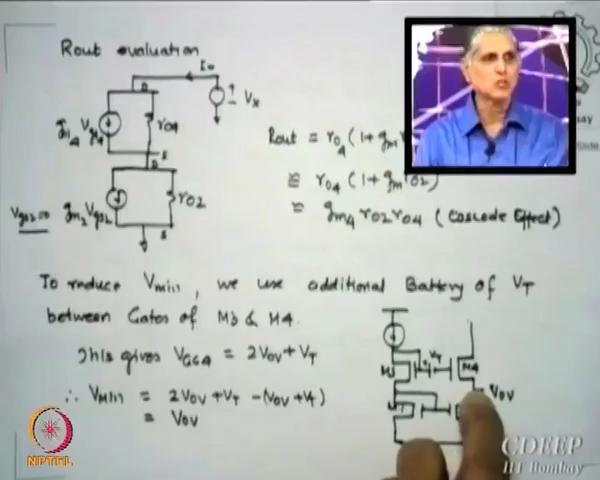 Rout evaluation
Io
D
Vx
gm4 Vgs4
ro4
S
D
Vgs2=0 gm2 Vgs2
ro2
S
Rout = ro4 (1+ gm
≅ ro4 (1+ gm ro2)
≅ gm4 ro2 ro4 (Cascode Effect)
To reduce Vmin, we use additional Battery of VT
between Gates of M3 & M4.
This gives VGG4 = 2VOV + VT
∴ VMin = 2VOV + VT - (VOV + VT)
= VOV
VT
M4
VOV
NPTEL
CDEEP
IIT Bombay